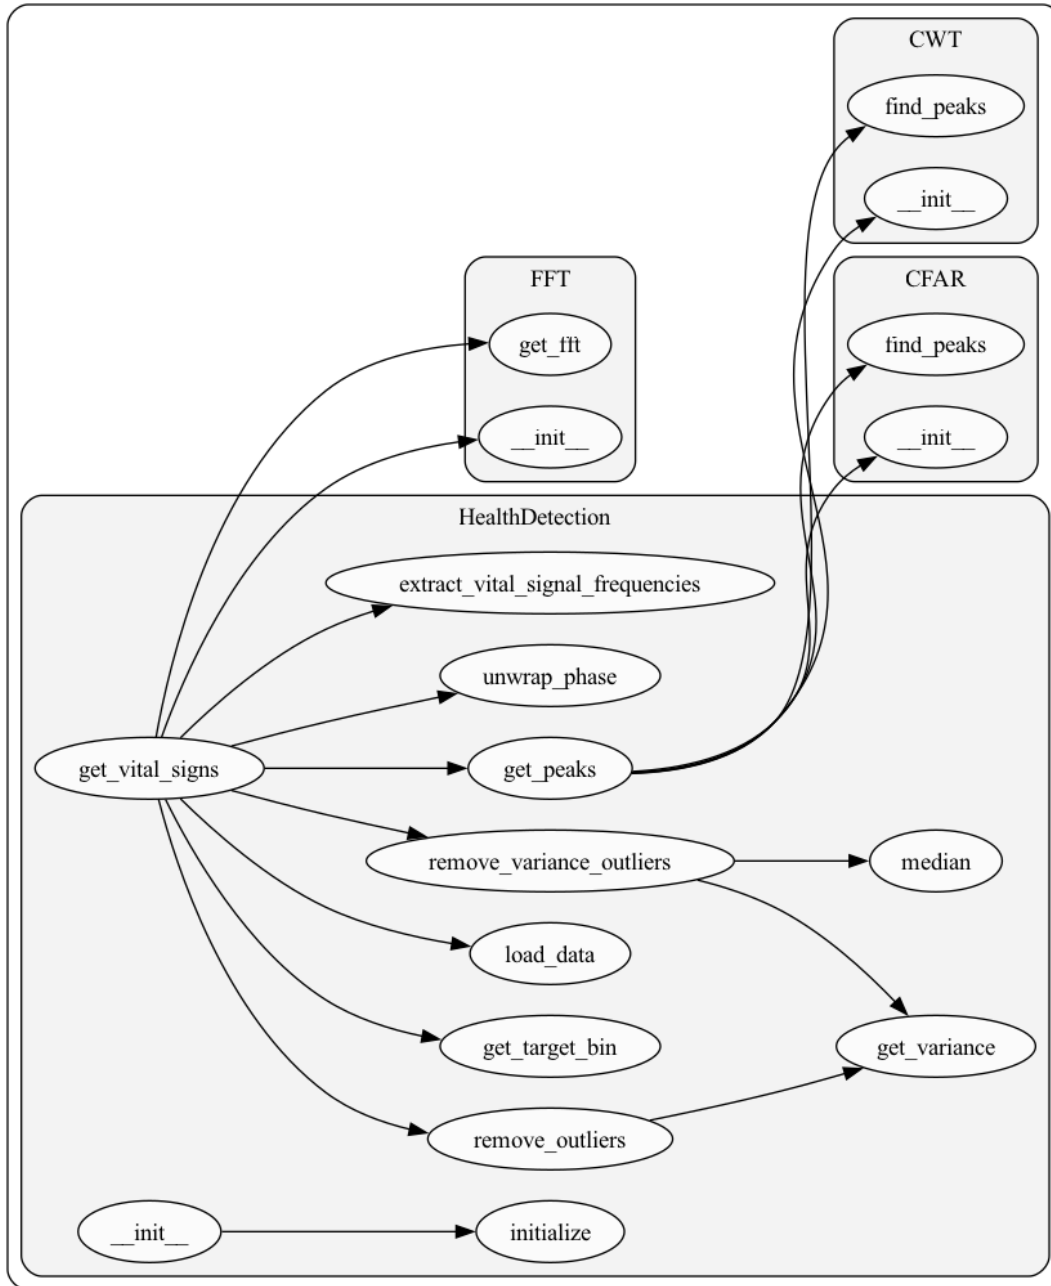 CWT
find_peaks
__init__
FFT
get_fft
__init__
CFAR
find_peaks
__init__
HealthDetection
extract_vital_signal_frequencies
unwrap_phase
get_vital_signs
get_peaks
remove_variance_outliers
median
load_data
get_target_bin
get_variance
remove_outliers
__init__
initialize